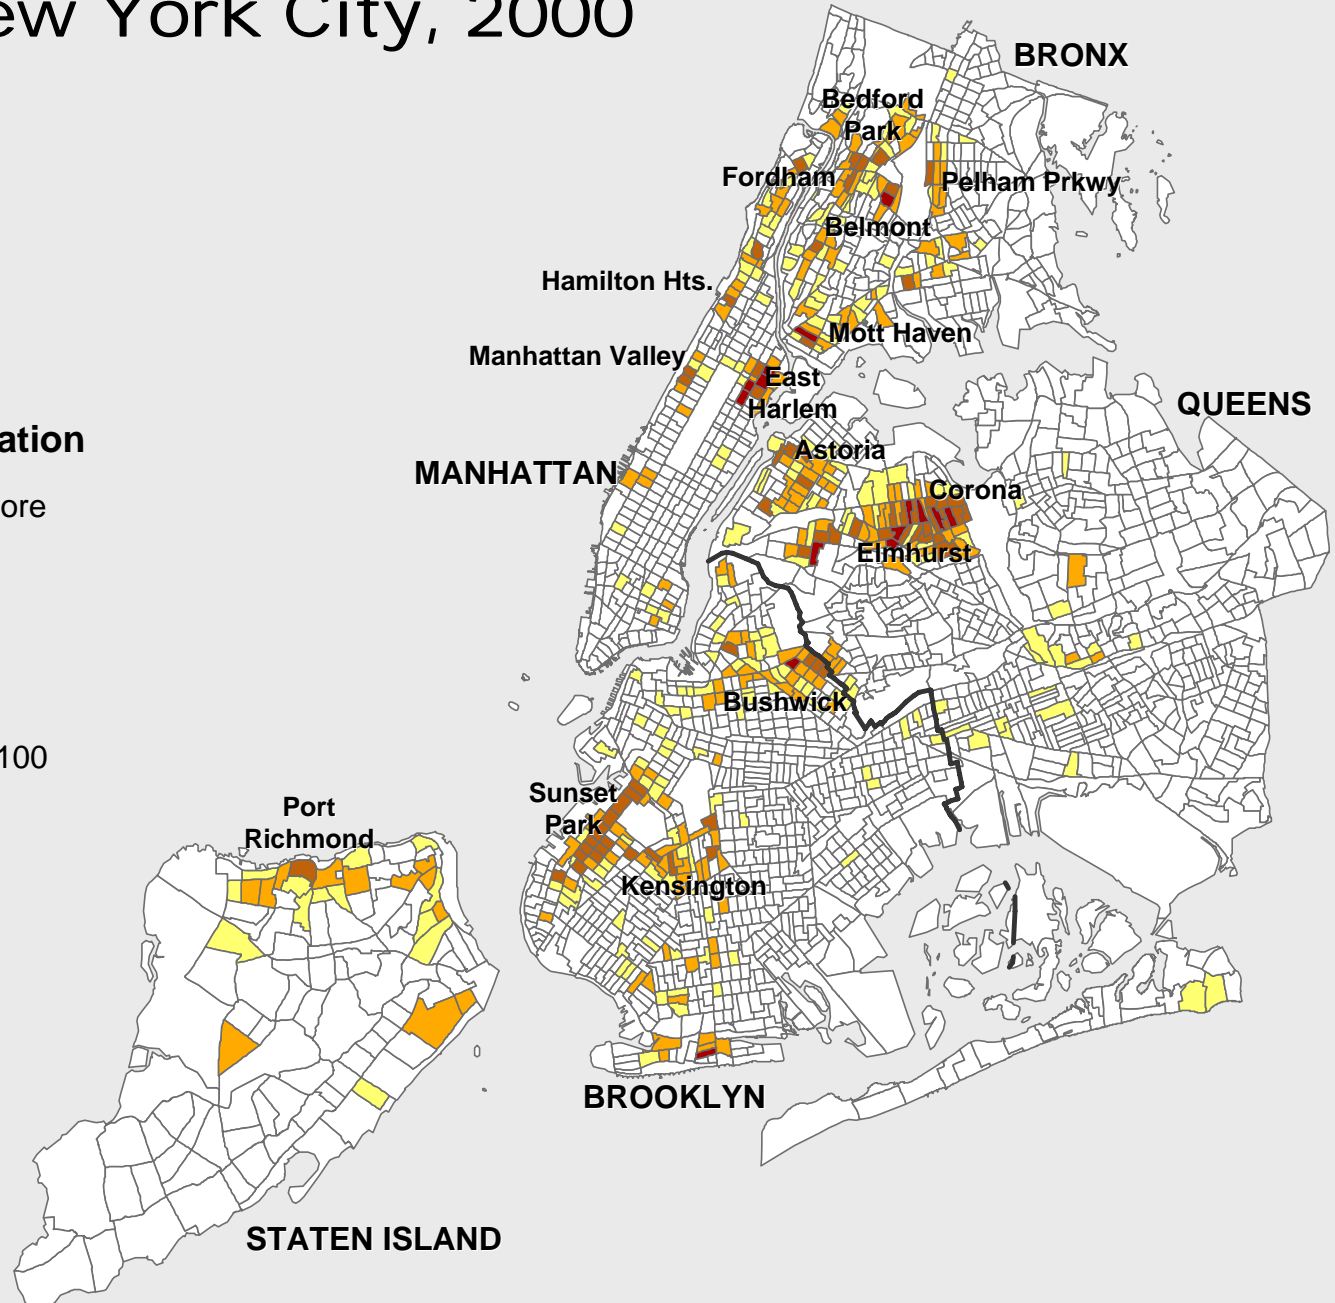 ew York City, 2000
BRONX
Bedford
Park
Fordham
Pelham Prkwy
Belmont
Hamilton Hts.
Mott Haven
Manhattan Valley
East
Harlem
QUEENS
ation
Astoria
MANHATTAN
Corona
ore
Elmhurst
Bushwick
100
Sunset
Park
Port
Richmond
Kensington
BROOKLYN
STATEN ISLAND